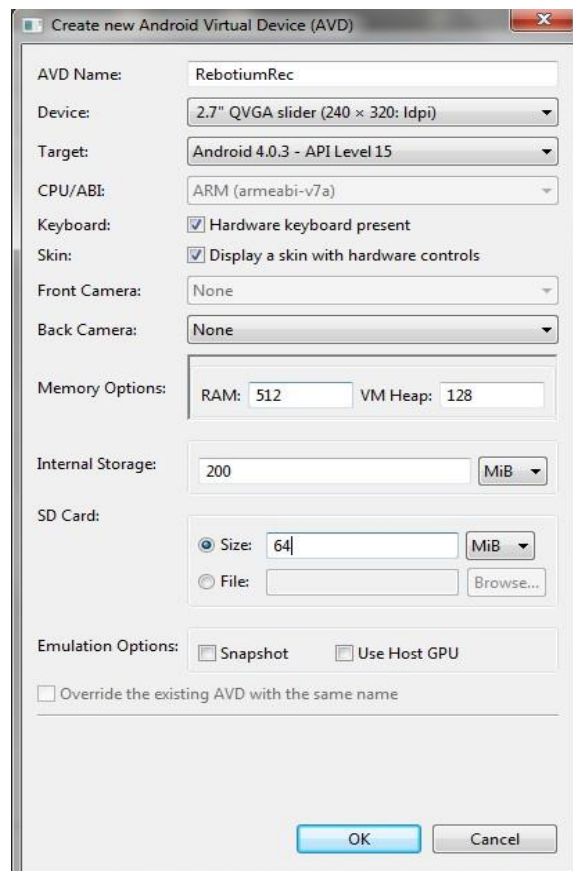 Create new Android Virtual Device (AVD)
AVD Name: RebotiumRec
Device: 2.7" QVGA slider (240 × 320: ldpi)
Target: Android 4.0.3 - API Level 15
CPU/ABI: ARM (armeabi-v7a)
Keyboard: Hardware keyboard present
Skin: Display a skin with hardware controls
Front Camera: None
Back Camera: None
Memory Options: RAM: 512 VM Heap: 128
Internal Storage: 200 MiB
SD Card:
Size: 64 MiB
File: Browse...
Emulation Options: Snapshot Use Host GPU
Override the existing AVD with the same name
OK Cancel